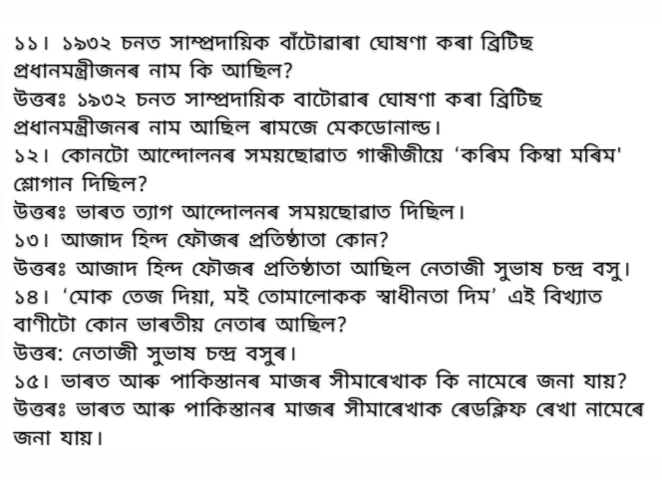 ১১। ১৯৩২ চনত সাম্প্ৰদায়িক বাঁটোৱাৰা ঘোষণা কৰা ব্ৰিটিছ
প্ৰধানমন্ত্ৰীজনৰ নাম কি আছিল?
উত্তৰঃ ১৯৩২ চনত সাম্প্ৰদায়িক বাটোৱাৰ ঘোষণা কৰা ব্ৰিটিছ
প্ৰধানমন্ত্ৰীজনৰ নাম আছিল ৰামজে মেকডোনাল্ড।
১২। কোনটো আন্দোলনৰ সময়ছোৱাত গান্ধীজীয়ে ‘কৰিম কিম্বা মৰিম'
শ্লোগান দিছিল?
উত্তৰঃ ভাৰত ত্যাগ আন্দোলনৰ সময়ছোৱাত দিছিল।
১৩। আজাদ হিন্দ ফৌজৰ প্ৰতিষ্ঠাতা কোন?
উত্তৰঃ আজাদ হিন্দ ফৌজৰ প্ৰতিষ্ঠাতা আছিল নেতাজী সুভাষ চন্দ্ৰ বসু।
১৪। ‘মোক তেজ দিয়া, মই তোমালোকক স্বাধীনতা দিম’ এই বিখ্যাত
বাণীটো কোন ভাৰতীয় নেতাৰ আছিল?
উত্তৰ: নেতাজী সুভাষ চন্দ্ৰ বসুৰ।
১৫। ভাৰত আৰু পাকিস্তানৰ মাজৰ সীমাৰেখাক কি নামেৰে জনা যায়?
উত্তৰঃ ভাৰত আৰু পাকিস্তানৰ মাজৰ সীমাৰেখাক ৰেডক্লিফ ৰেখা নামেৰে
জনা যায়।